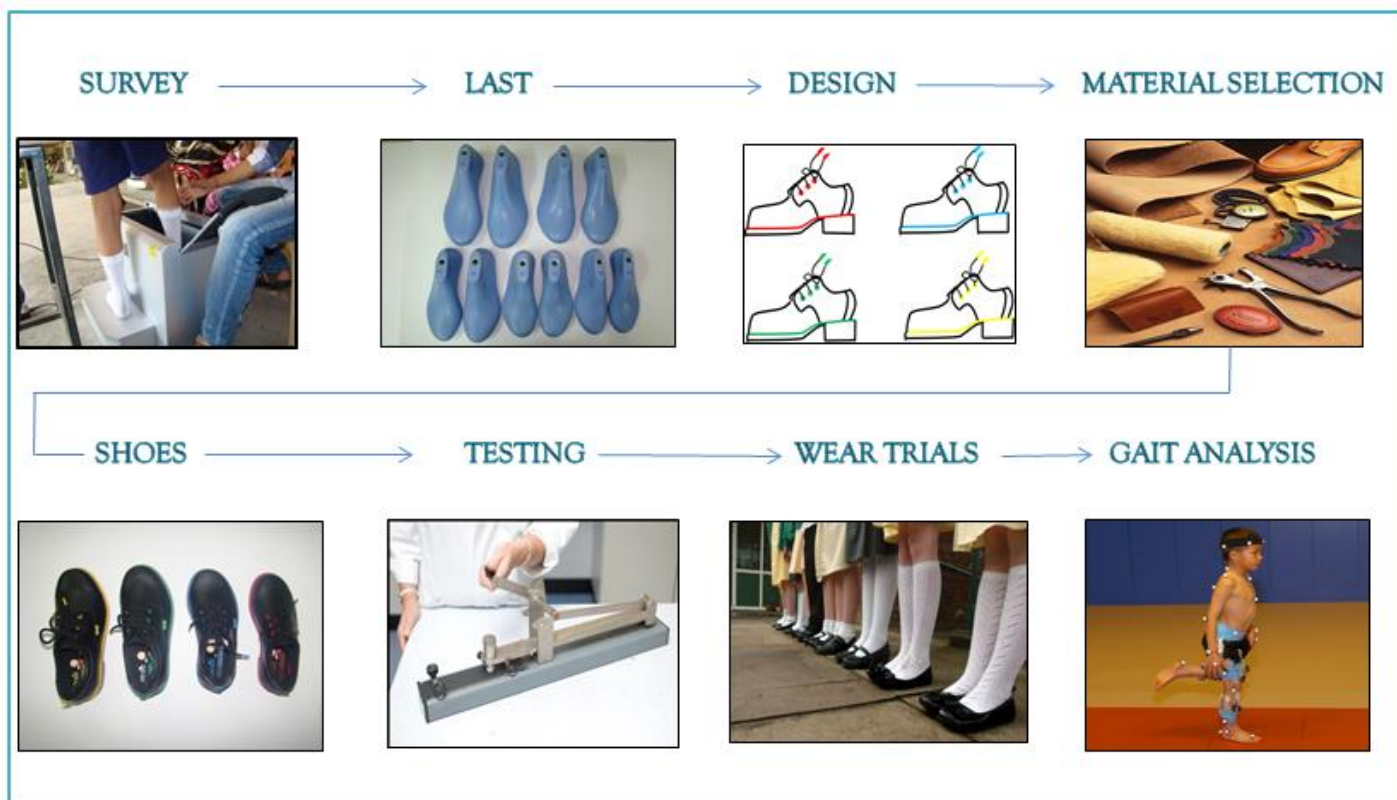 SURVEY
LAST
DESIGN
MATERIAL SELECTION
SHOES
TESTING
WEAR TRIALS
GAIT ANALYSIS